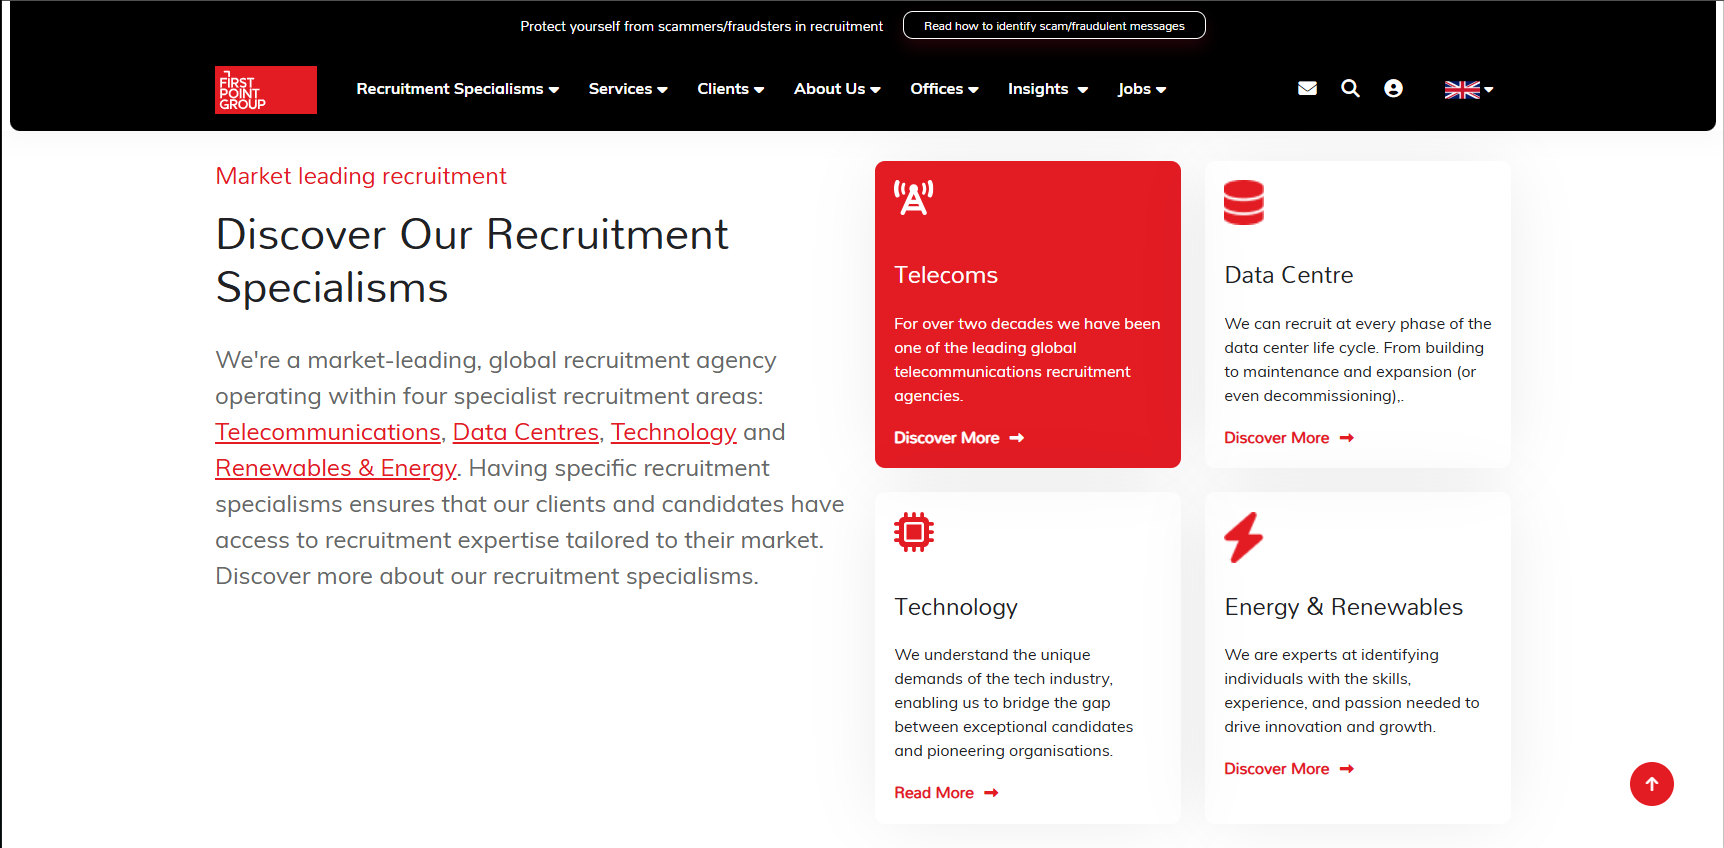 Protect yourself from scammers/fraudsters in recruitment
Read how to identify scam/fraudulent messages
FIRST
POINT
GROUP
Recruitment Specialisms
Services
Clients
About Us
Offices
Insights
Jobs
Market leading recruitment
Discover Our Recruitment
Specialisms
We're a market-leading, global recruitment agency
operating within four specialist recruitment areas:
Telecommunications, Data Centres, Technology and
Renewables & Energy. Having specific recruitment
specialisms ensures that our clients and candidates have
access to recruitment expertise tailored to their market.
Discover more about our recruitment specialisms.
Telecoms
For over two decades we have been
one of the leading global
telecommunications recruitment
agencies.
Discover More
Data Centre
We can recruit at every phase of the
data center life cycle. From building
to maintenance and expansion (or
even decommissioning),.
Discover More
Technology
We understand the unique
demands of the tech industry,
enabling us to bridge the gap
between exceptional candidates
and pioneering organisations.
Read More
Energy & Renewables
We are experts at identifying
individuals with the skills,
experience, and passion needed to
drive innovation and growth.
Discover More